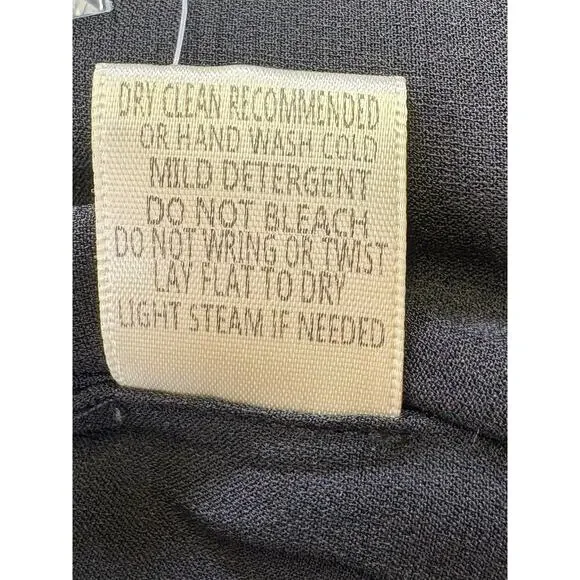 DRY CLEAN RECOMMENDED
OR HAND WASH COLD
MILD DETERGENT
DO NOT BLEACH
DO NOT WRING OR TWIST
LAY FLAT TO DRY
LIGHT STEAM IF NEEDED